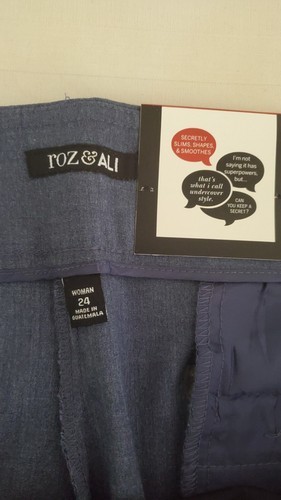 roz & ALI
SECRETLY
SLIMS, SHAPES,
& SMOOTHES
I'm not
saying it has
superpowers,
but...
that's
what i call
undercover
style.
CAN
YOU KEEP A
SECRET?
WOMAN
24
MADE IN
GUATEMALA